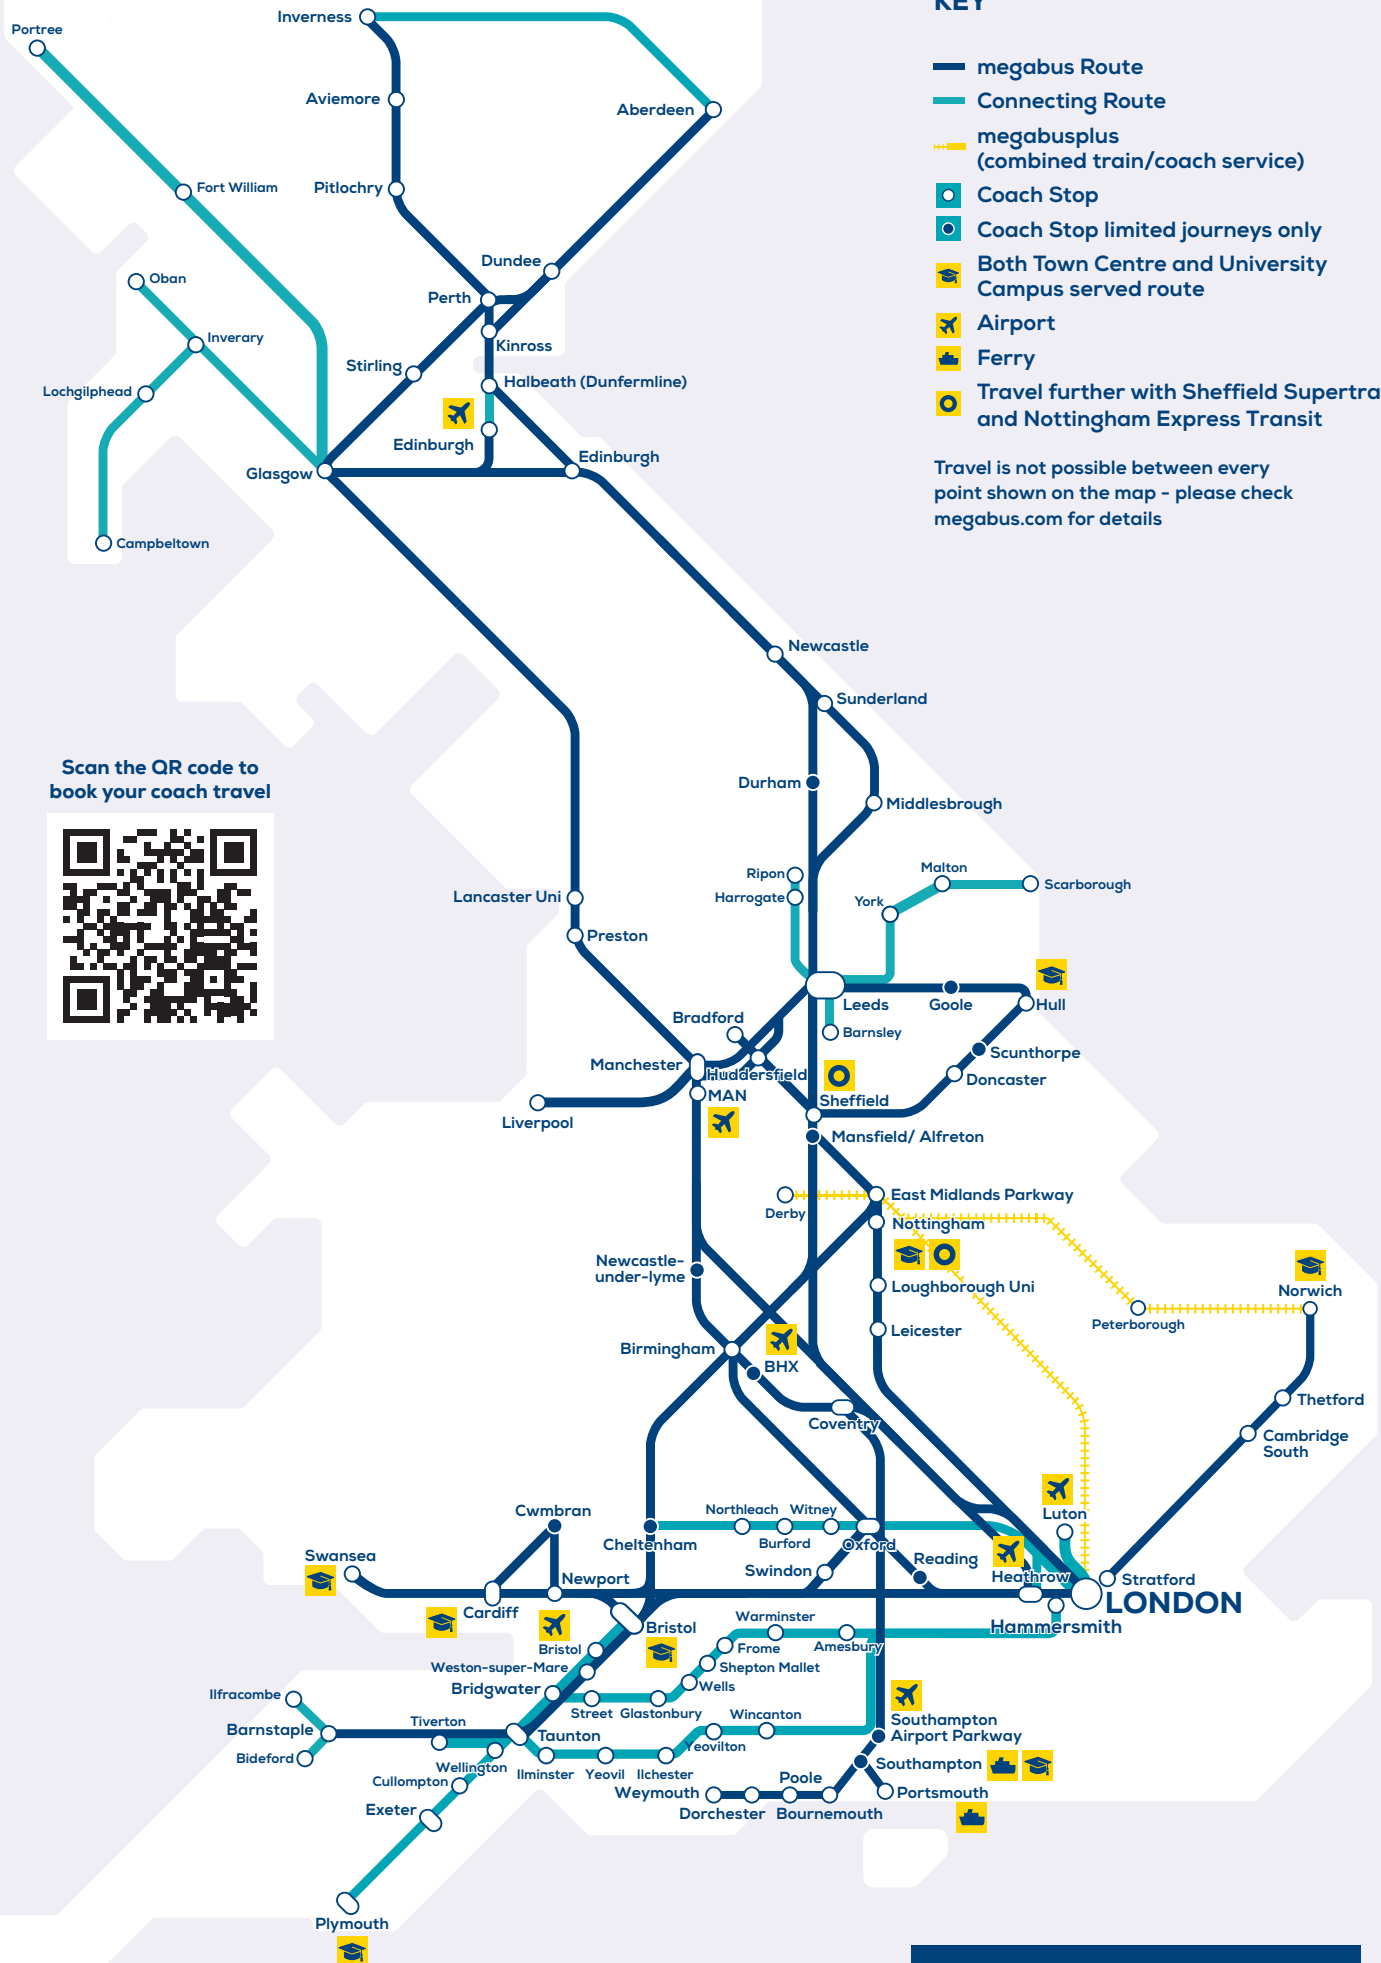 KEY
megabus Route
Connecting Route
megabusplus
(combined train/coach service)
Coach Stop
Coach Stop limited journeys only
Both Town Centre and University
Campus served route
Airport
Ferry
Travel further with Sheffield Supertra
and Nottingham Express Transit
Travel is not possible between every
point shown on the map - please check
megabus.com for details
Portree
Inverness
Aviemore
Aberdeen
Pitlochry
Fort William
Dundee
Oban
Perth
Inverary
Kinross
Stirling
Halbeath (Dunfermline)
Lochgilphead
Edinburgh
Edinburgh
Glasgow
Campbeltown
Newcastle
Sunderland
Scan the QR code to
book your coach travel
Durham
Middlesbrough
Ripon
Malton
Harrogate
York
Scarborough
Lancaster Uni
Preston
Leeds
Goole
Hull
Bradford
Barnsley
Manchester
Huddersfield
Scunthorpe
Doncaster
MAN
Sheffield
Liverpool
Mansfield/ Alfreton
East Midlands Parkway
Derby
Nottingham
Newcastle-
under-lyme
Loughborough Uni
Norwich
Peterborough
Leicester
Birmingham
BHX
Thetford
Coventry
Cambridge
South
Cwmbran
Northleach
Witney
Luton
Cheltenham
Burford
Oxford
Swansea
Swindon
Reading
Heathrow
Newport
Stratford
LONDON
Cardiff
Bristol
Warminster
Hammersmith
Bristol
Frome
Amesbury
Weston-super-Mare
Shepton Mallet
Bridgwater
Wells
Ilfracombe
Street
Glastonbury
Barnstaple
Tiverton
Taunton
Wincanton
Southampton
Airport Parkway
Bideford
Wellington
Yeovilton
Cullompton
Ilminster
Yeovil
Ilchester
Southampton
Poole
Weymouth
Portsmouth
Exeter
Dorchester
Bournemouth
Plymouth